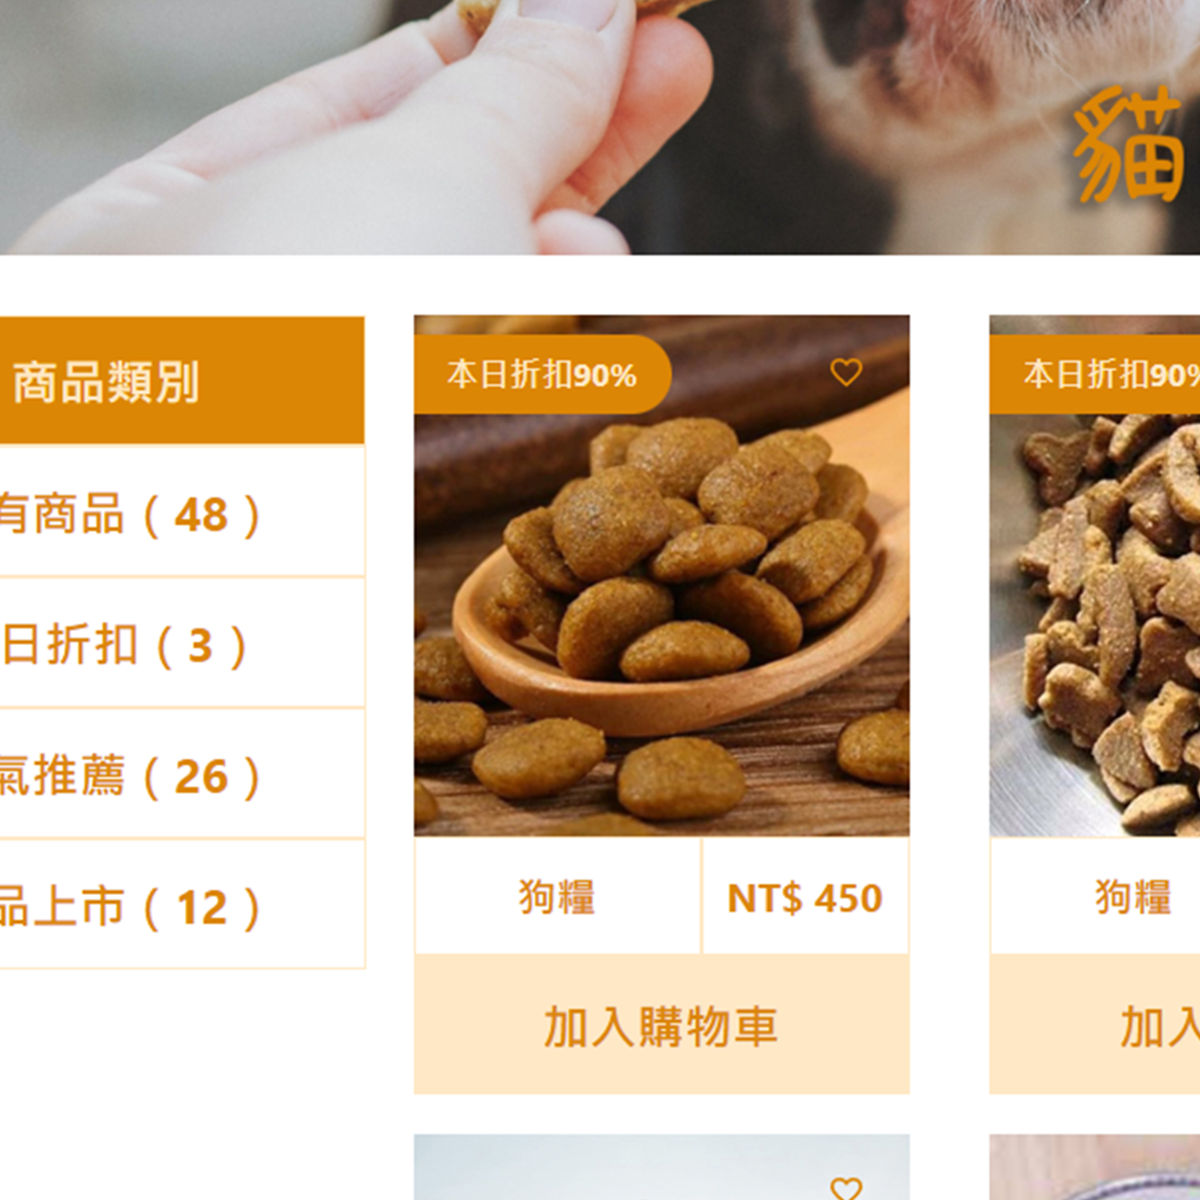 貓
商品類別
有商品（48）
日折扣（3）
氣推薦（26）
品上市（12）
本日折扣90%
狗糧
NT$ 450
加入購物車
本日折扣90%
狗糧
加入